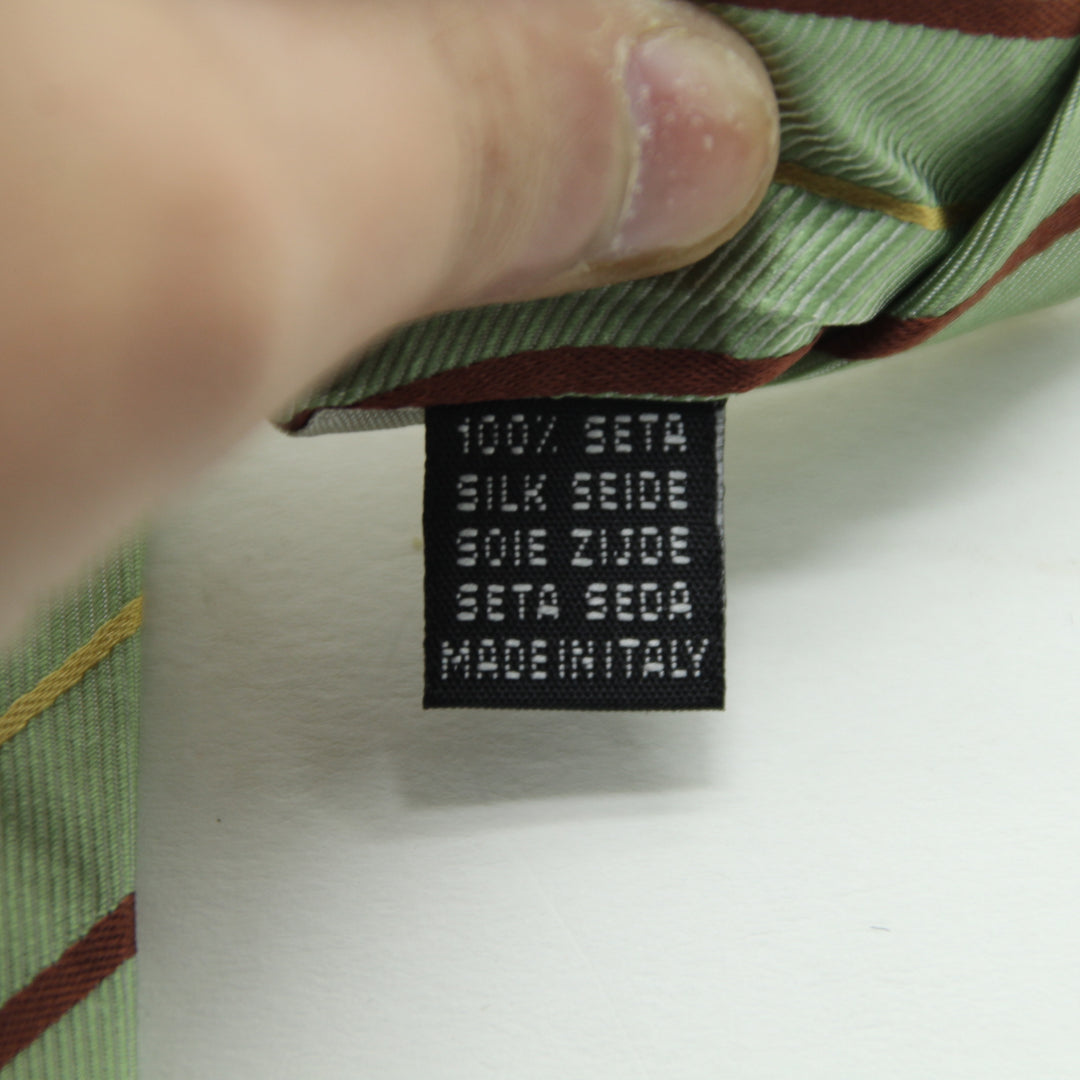 100% SETA
SILK SEIDE
SOIE ZIJDE
SETA SEDA
MADE IN ITALY